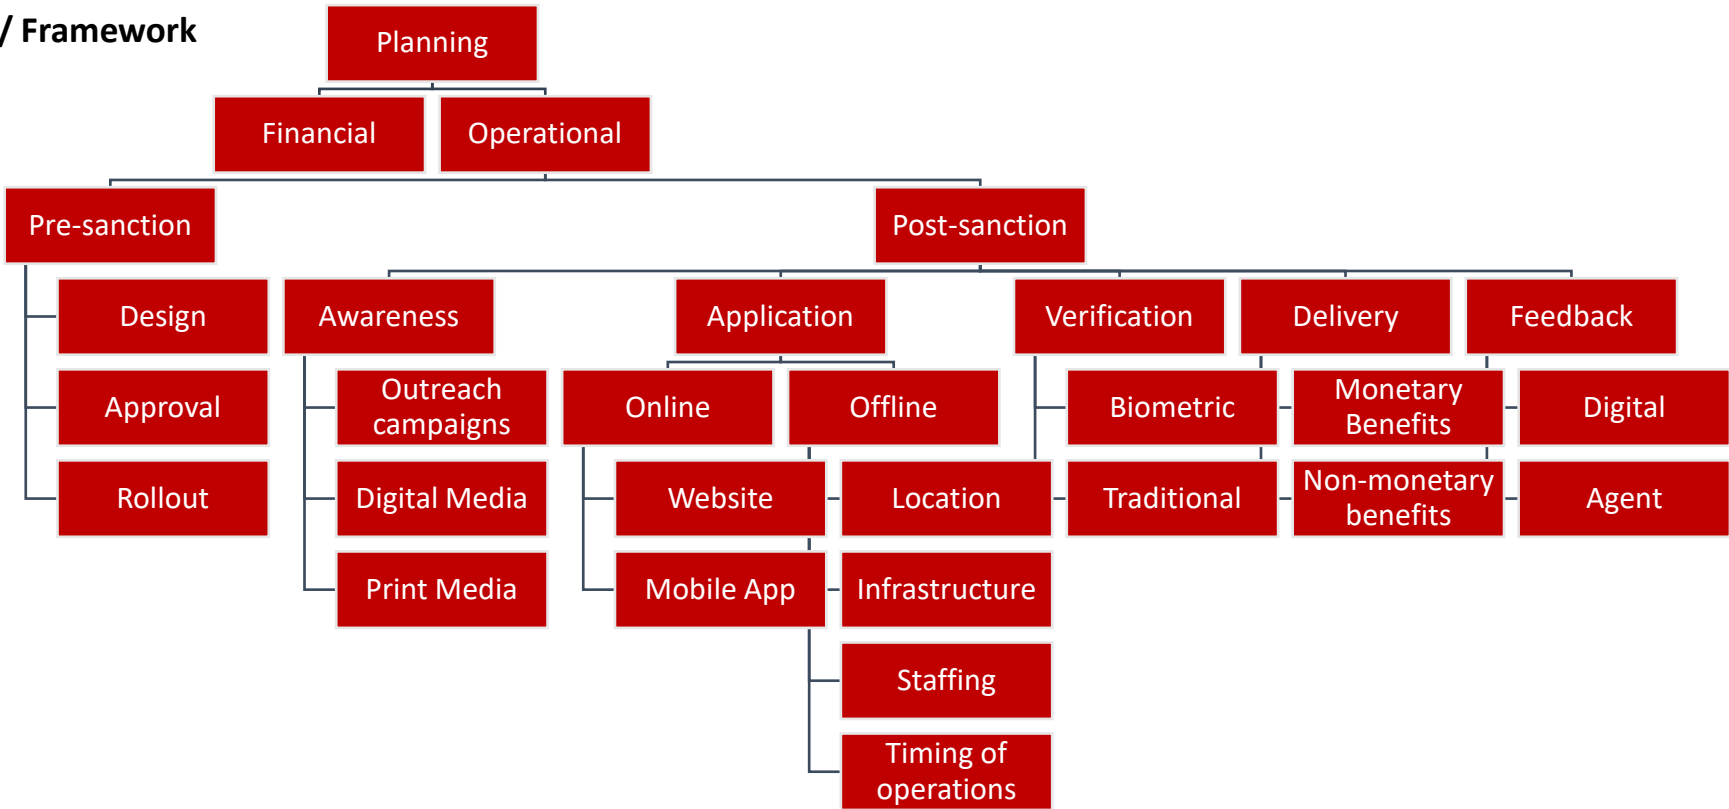 / Framework
Planning
Financial
Operational
Pre-sanction
Post-sanction
Design
Awareness
Application
Verification
Delivery
Feedback
Approval
Outreach
campaigns
Online
Offline
Biometric
Monetary
Benefits
Digital
Rollout
Digital Media
Website
Location
Traditional
Non-monetary
benefits
Agent
Print Media
Mobile App
Infrastructure
Staffing
Timing of
operations